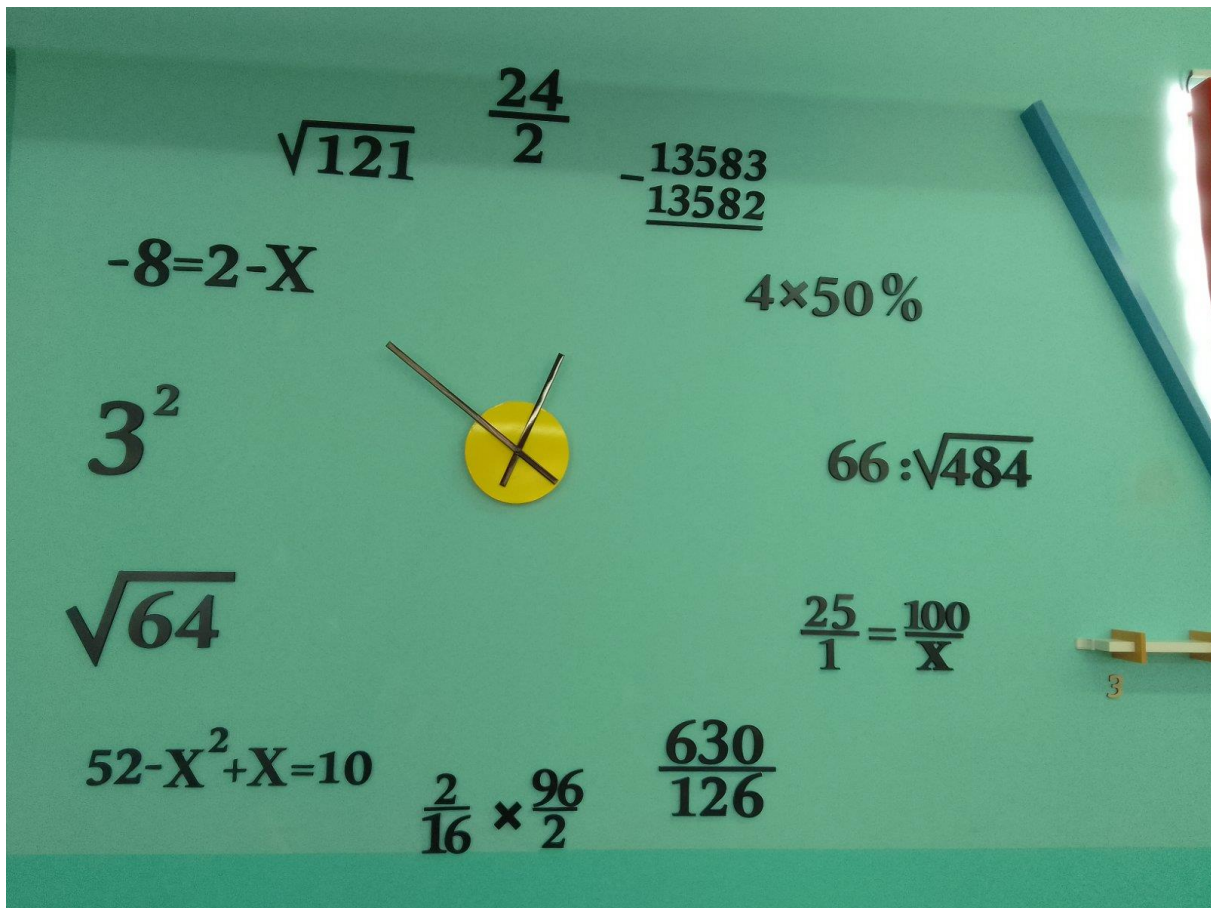 24/2
√121
-13583
13582
-8=2-X
4×50%
3²
66:√484
√64
25/1=100/X
3
52-X²+X=10
2/16 × 96/2
630/126